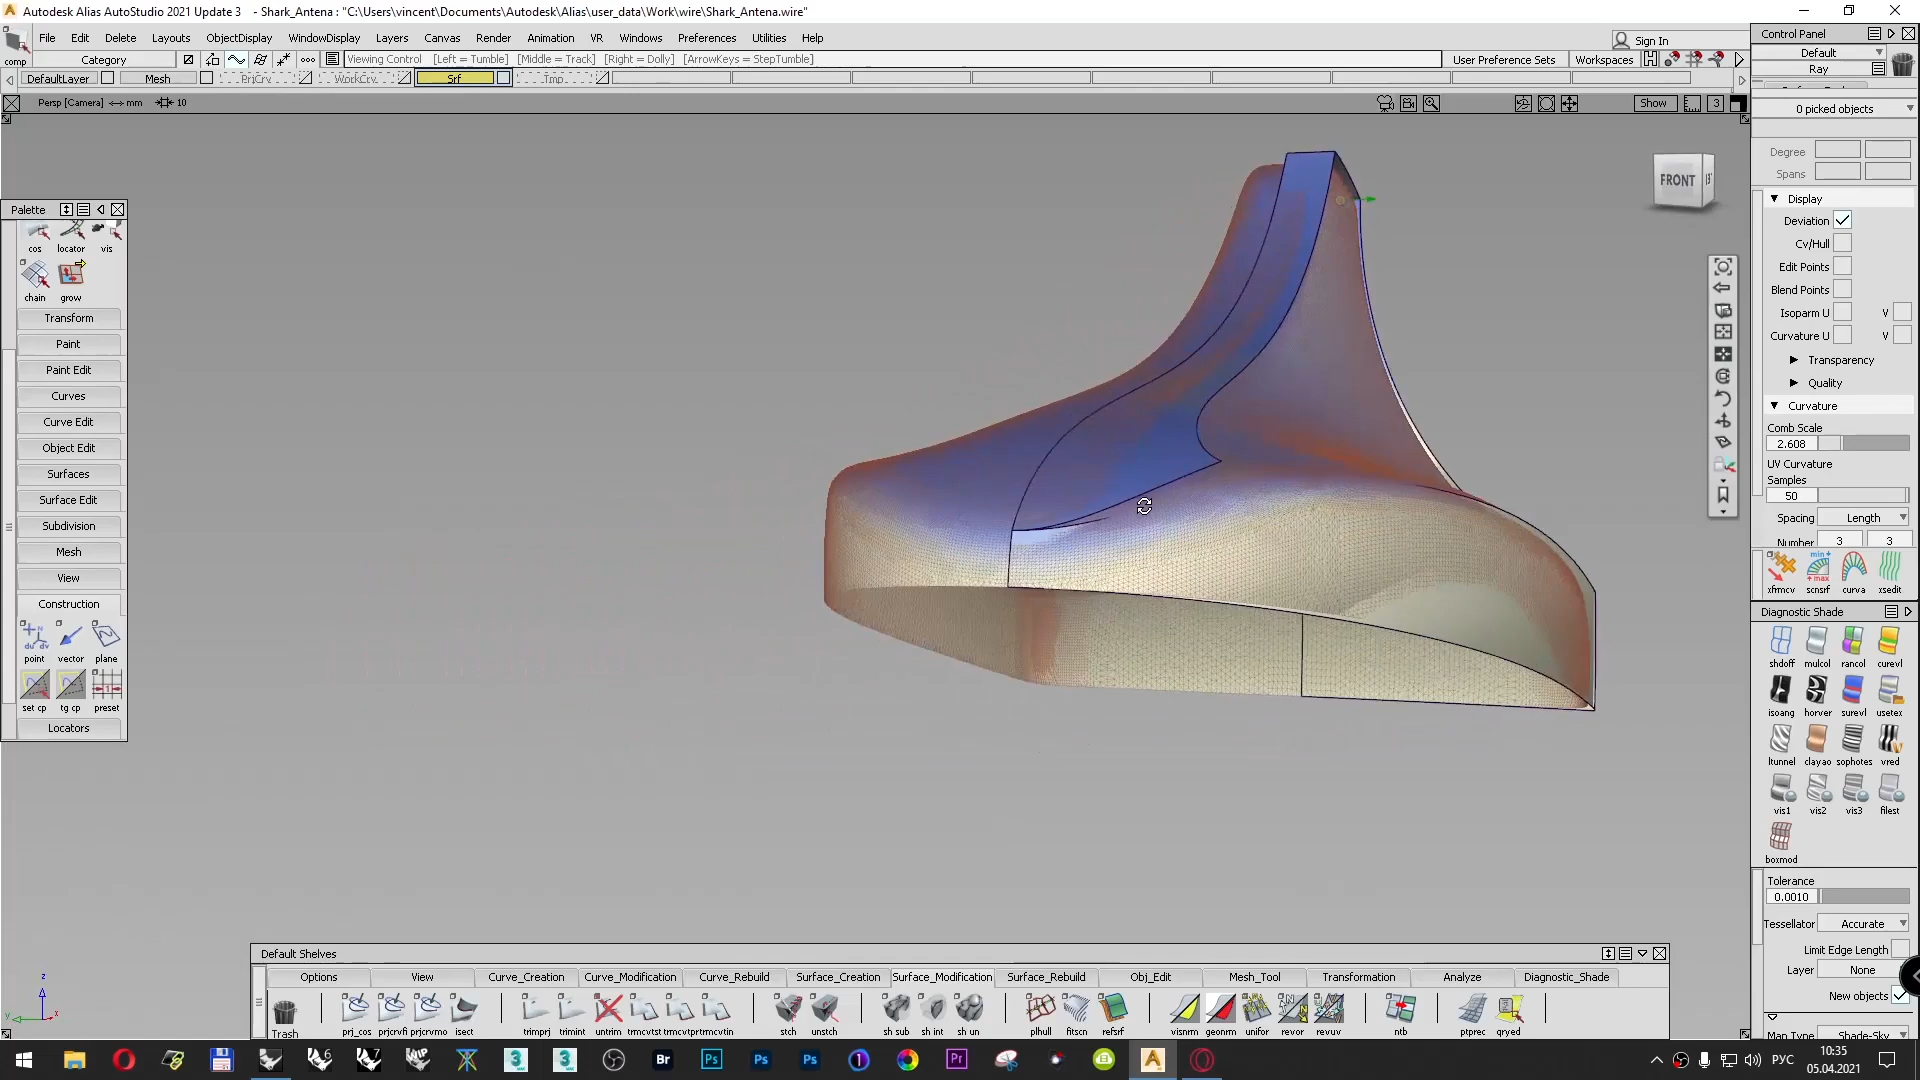 Autodesk Alias AutoStudio 2021 Update 3 - Shark_Antena : "C:\Users\vincent\Documents\Autodesk\Alias\user_data\Work\wire\Shark_Antena.wire"
File Edit Delete Layouts ObjectDisplay WindowDisplay Layers Canvas Render Animation VR Windows Preferences Utilities Help
Sign In
comp
Category
Viewing Control [Left = Tumble] [Middle = Track] [Right = Dolly] [ArrowKeys = StepTumble]
User Preference Sets
Workspaces
DefaultLayer Mesh PrjCrv WorkCrv Srf Tmp
Persp [Camera] <-> mm 10
Show
3
FRONT
Palette
cos locator vis
chain grow
Transform
Paint
Paint Edit
Curves
Curve Edit
Object Edit
Surfaces
Surface Edit
Subdivision
Mesh
View
Construction
point vector plane
set cp tg cp preset
Locators
Control Panel
Default
Ray
0 picked objects
Degree
Spans
Display
Deviation
Cv/Hull
Edit Points
Blend Points
Isoparm U V
Curvature U V
Transparency
Quality
Curvature
Comb Scale
2.608
UV Curvature
Samples
50
Spacing Length
Number 3 3
xfrmcv scnsrf curva xsedit
Diagnostic Shade
shdoff mulcol rancol curevl
isoang horver surevl usetex
ltunnel clayao sophotes vred
vis1 vis2 vis3 filest
boxmod
Tolerance
0.0010
Tessellator Accurate
Limit Edge Length
Layer None
New objects
Map Type Shade-Sky
Default Shelves
Options View Curve_Creation Curve_Modification Curve_Rebuild Surface_Creation Surface_Modification Surface_Rebuild Obj_Edit Mesh_Tool Transformation Analyze Diagnostic_Shade
Trash prj_cos prjcrvfi prjcrvmo isect trimprj trimint untrim trmcvtst trmcvtpr trmcvtin stch unstch sh sub sh int sh un plhull fitscn refsrf visnrm geonrm unifor revor revuv ntb ptprec qryed
z
y
x
Br Ps Ps Ps Pr
РУС
10:35
05.04.2021